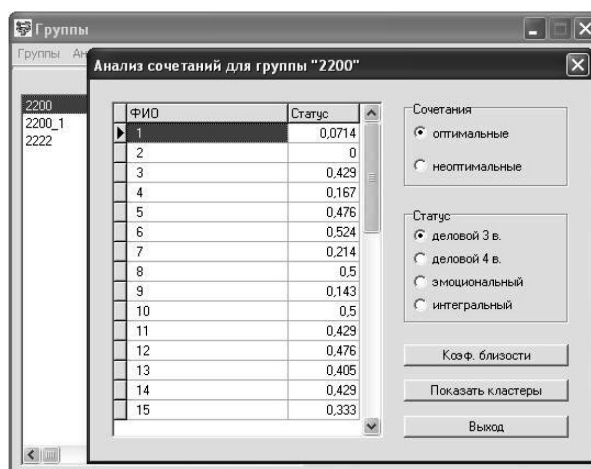 Группы
Группы Ан
Анализ сочетаний для группы "2200"
2200
2200_1
2222
ФИО Статус
1 0,0714
2 0
3 0,429
4 0,167
5 0,476
6 0,524
7 0,214
8 0,5
9 0,143
10 0,5
11 0,429
12 0,476
13 0,405
14 0,429
15 0,333
Сочетания
оптимальные
неоптимальные
Статус
деловой 3 в.
деловой 4 в.
эмоциональный
интегральный
Коэф. близости
Показать кластеры
Выход